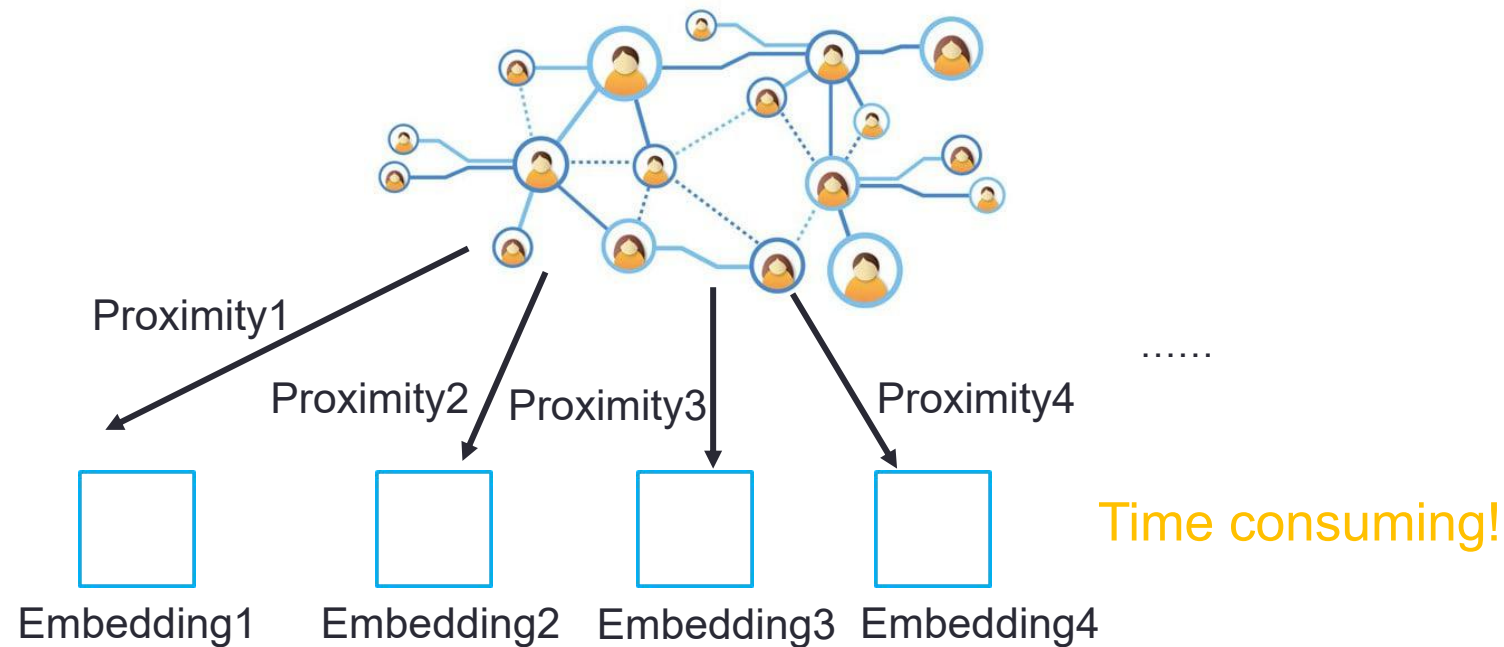 Proximity1
Proximity2
Proximity3
Proximity4
......
Time consuming!
Embedding1
Embedding2
Embedding3
Embedding4